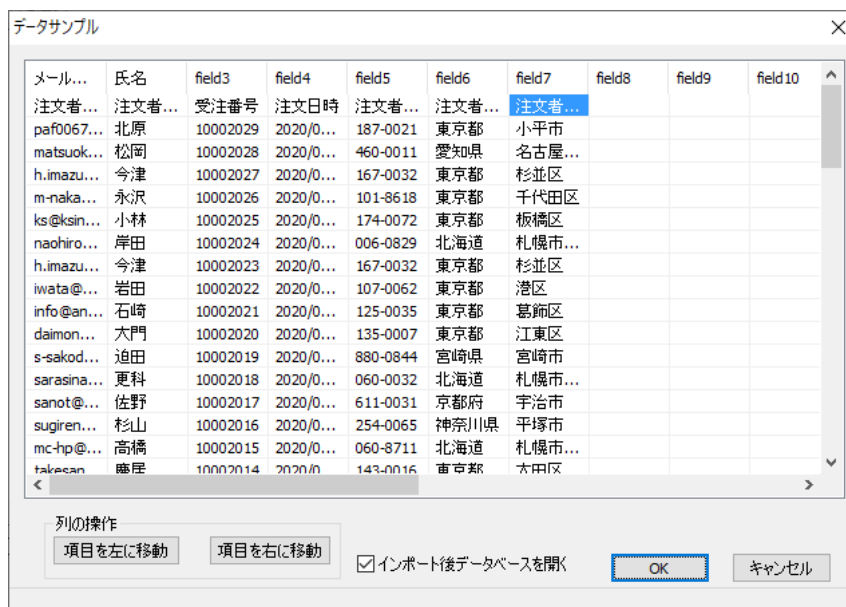 データサンプル
メール... 氏名 field3 field4 field5 field6 field7 field8 field9 field10
注文者... 注文者... 受注番号 注文日時 注文者... 注文者... 注文者...
paf0067... 北原 10002029 2020/0... 187-0021 東京都 小平市
matsuok... 松岡 10002028 2020/0... 460-0011 愛知県 名古屋...
h.imazu... 今津 10002027 2020/0... 167-0032 東京都 杉並区
m-naka... 永沢 10002026 2020/0... 101-8618 東京都 千代田区
ks@ksin... 小林 10002025 2020/0... 174-0072 東京都 板橋区
naohiro... 岸田 10002024 2020/0... 006-0829 北海道 札幌市...
h.imazu... 今津 10002023 2020/0... 167-0032 東京都 杉並区
iwata@... 岩田 10002022 2020/0... 107-0062 東京都 港区
info@an... 石崎 10002021 2020/0... 125-0035 東京都 葛飾区
daimon... 大門 10002020 2020/0... 135-0007 東京都 江東区
s-sakod... 迫田 10002019 2020/0... 880-0844 宮崎県 宮崎市
sarasina... 更科 10002018 2020/0... 060-0032 北海道 札幌市...
sanot@... 佐野 10002017 2020/0... 611-0031 京都府 宇治市
sugiren... 杉山 10002016 2020/0... 254-0065 神奈川県 平塚市
mc-hp@... 高橋 10002015 2020/0... 060-8711 北海道 札幌市...
takesan 10002014 2020/0 143-0016 東京都 大田区
列の操作
項目を左に移動 項目を右に移動 インポート後データベースを開く OK キャンセル